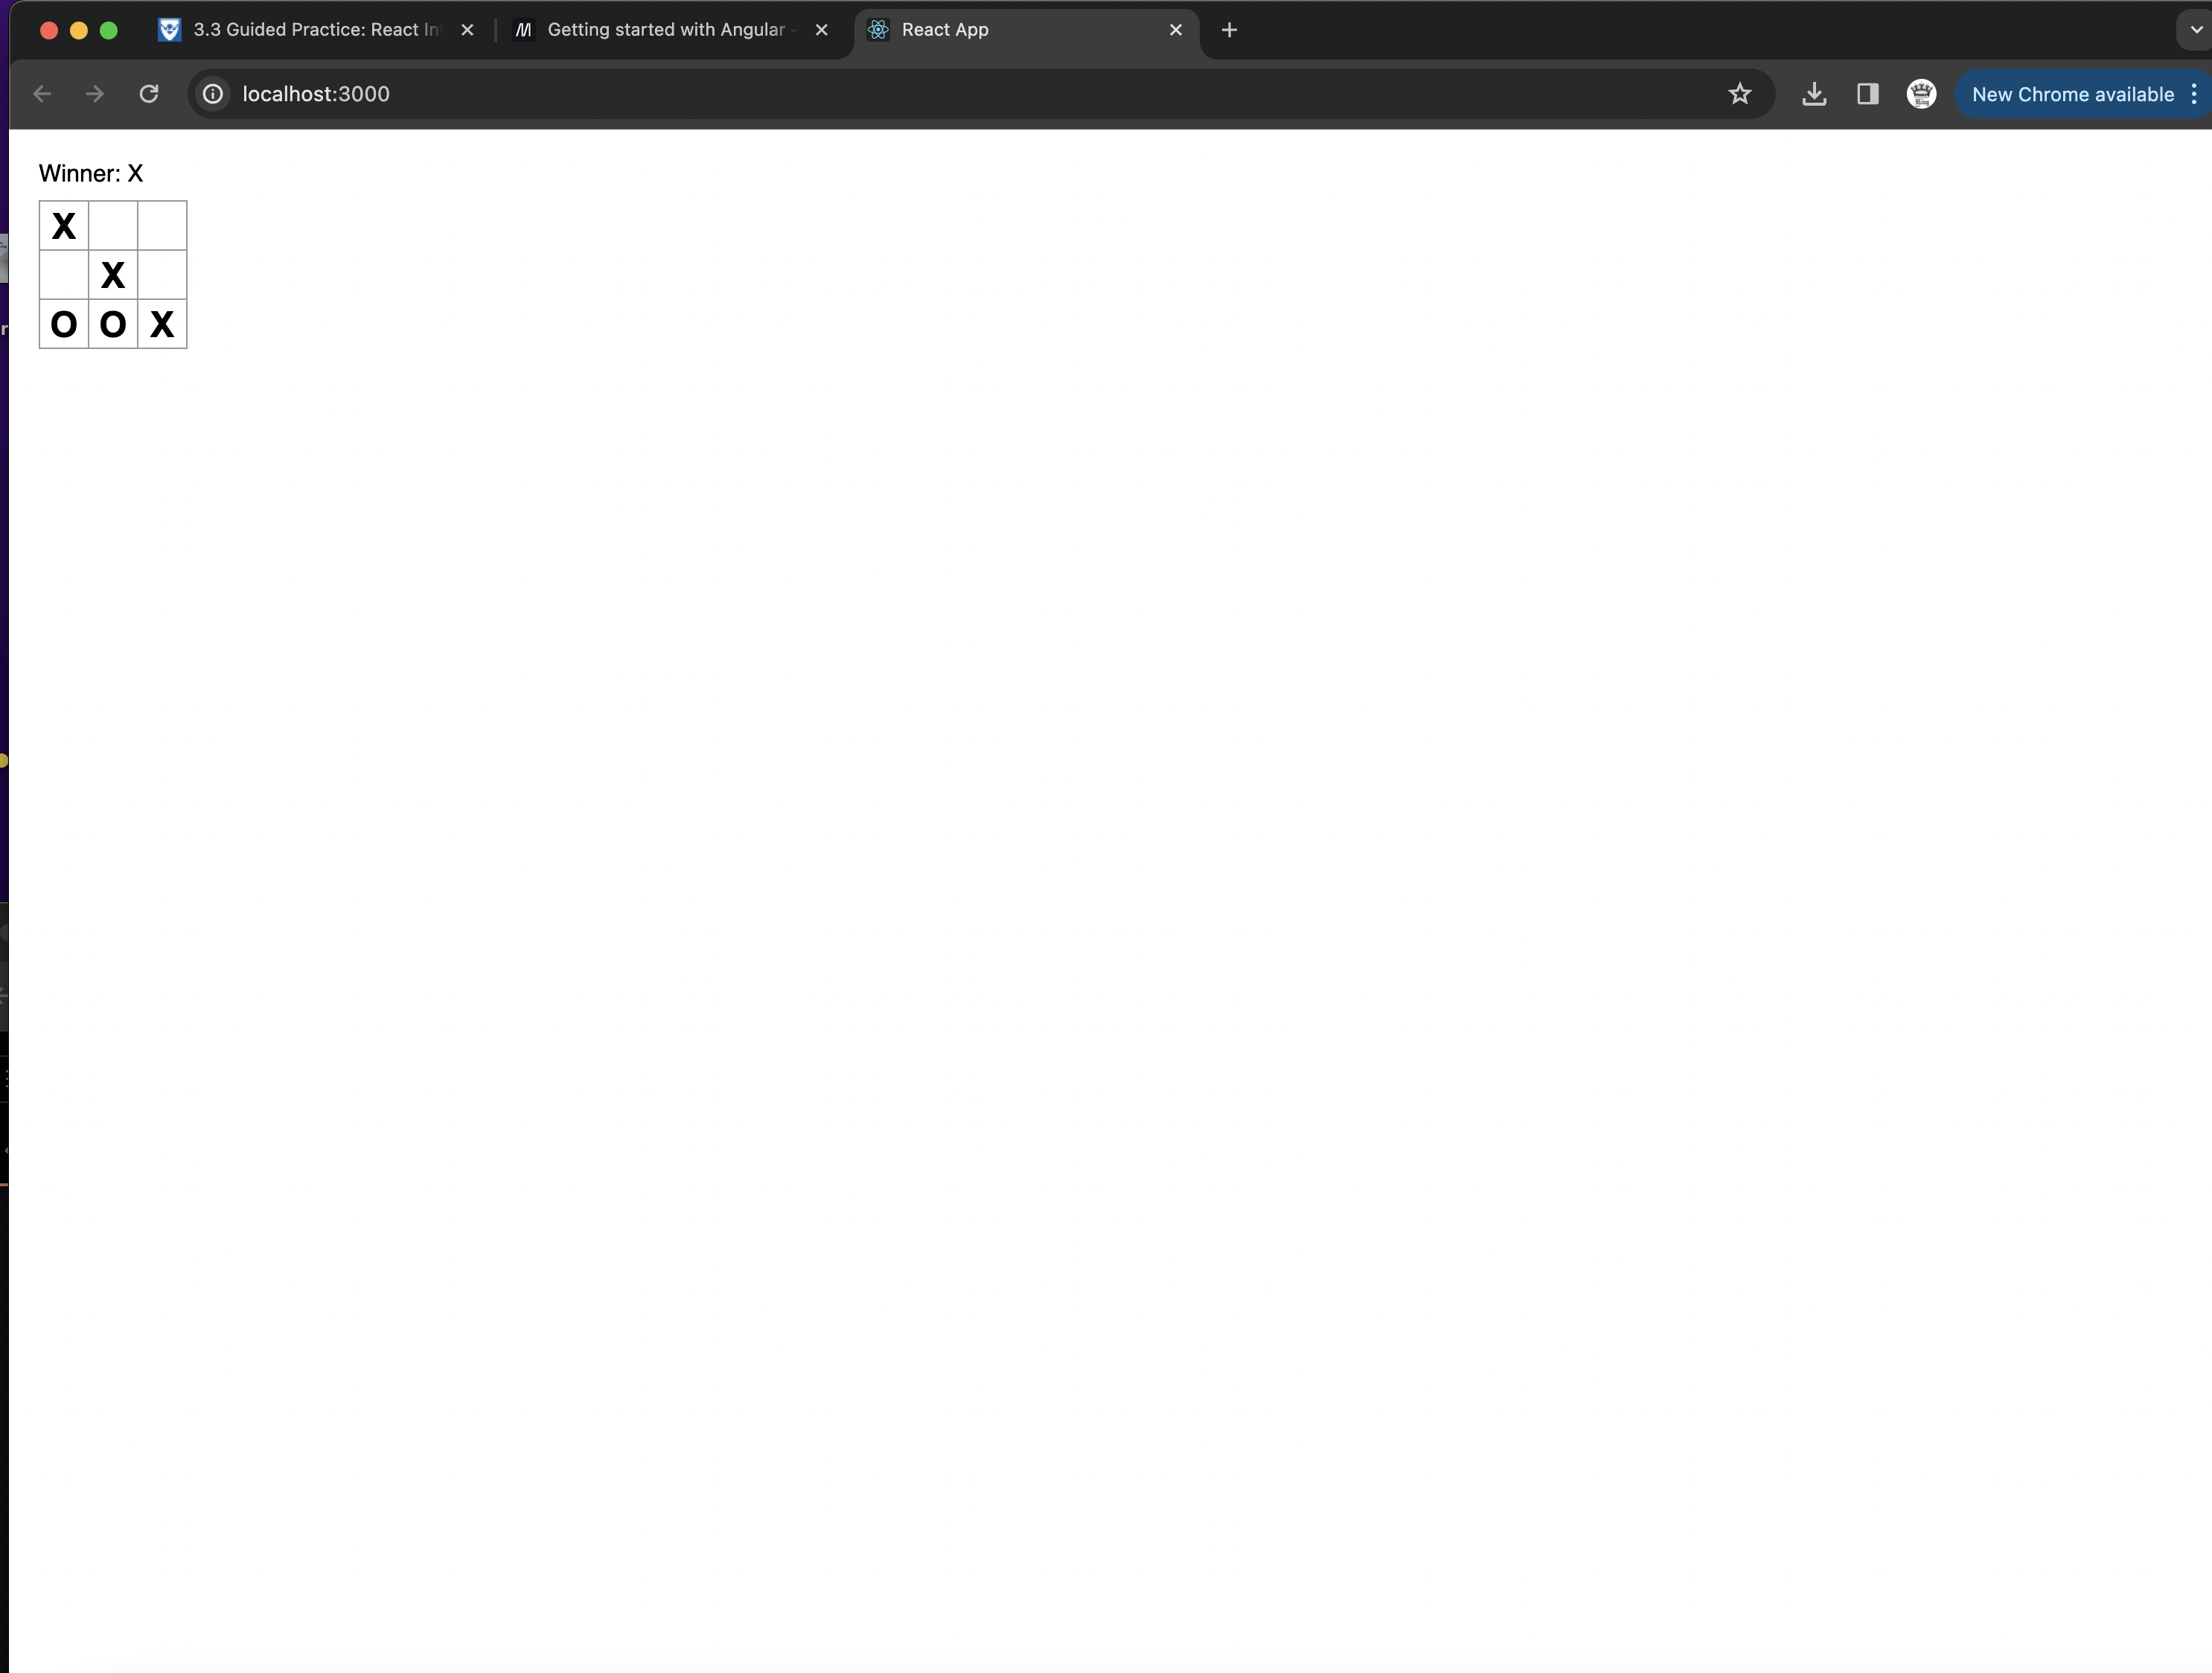 3.3 Guided Practice: React In
Getting started with Angular -
React App
localhost:3000
New Chrome available
Winner: X
X
X
O O X